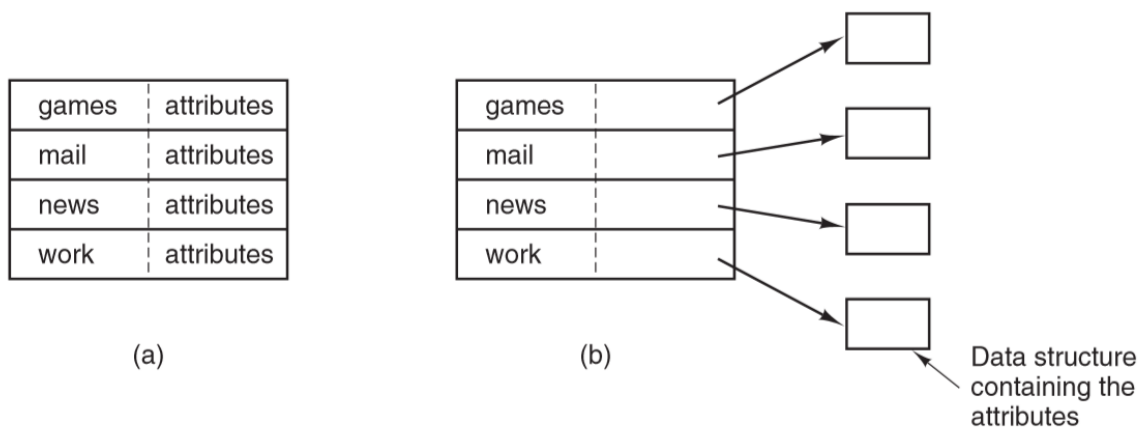 games attributes
mail attributes
news attributes
work attributes
(a)
games
mail
news
work
(b)
Data structure
containing the
attributes